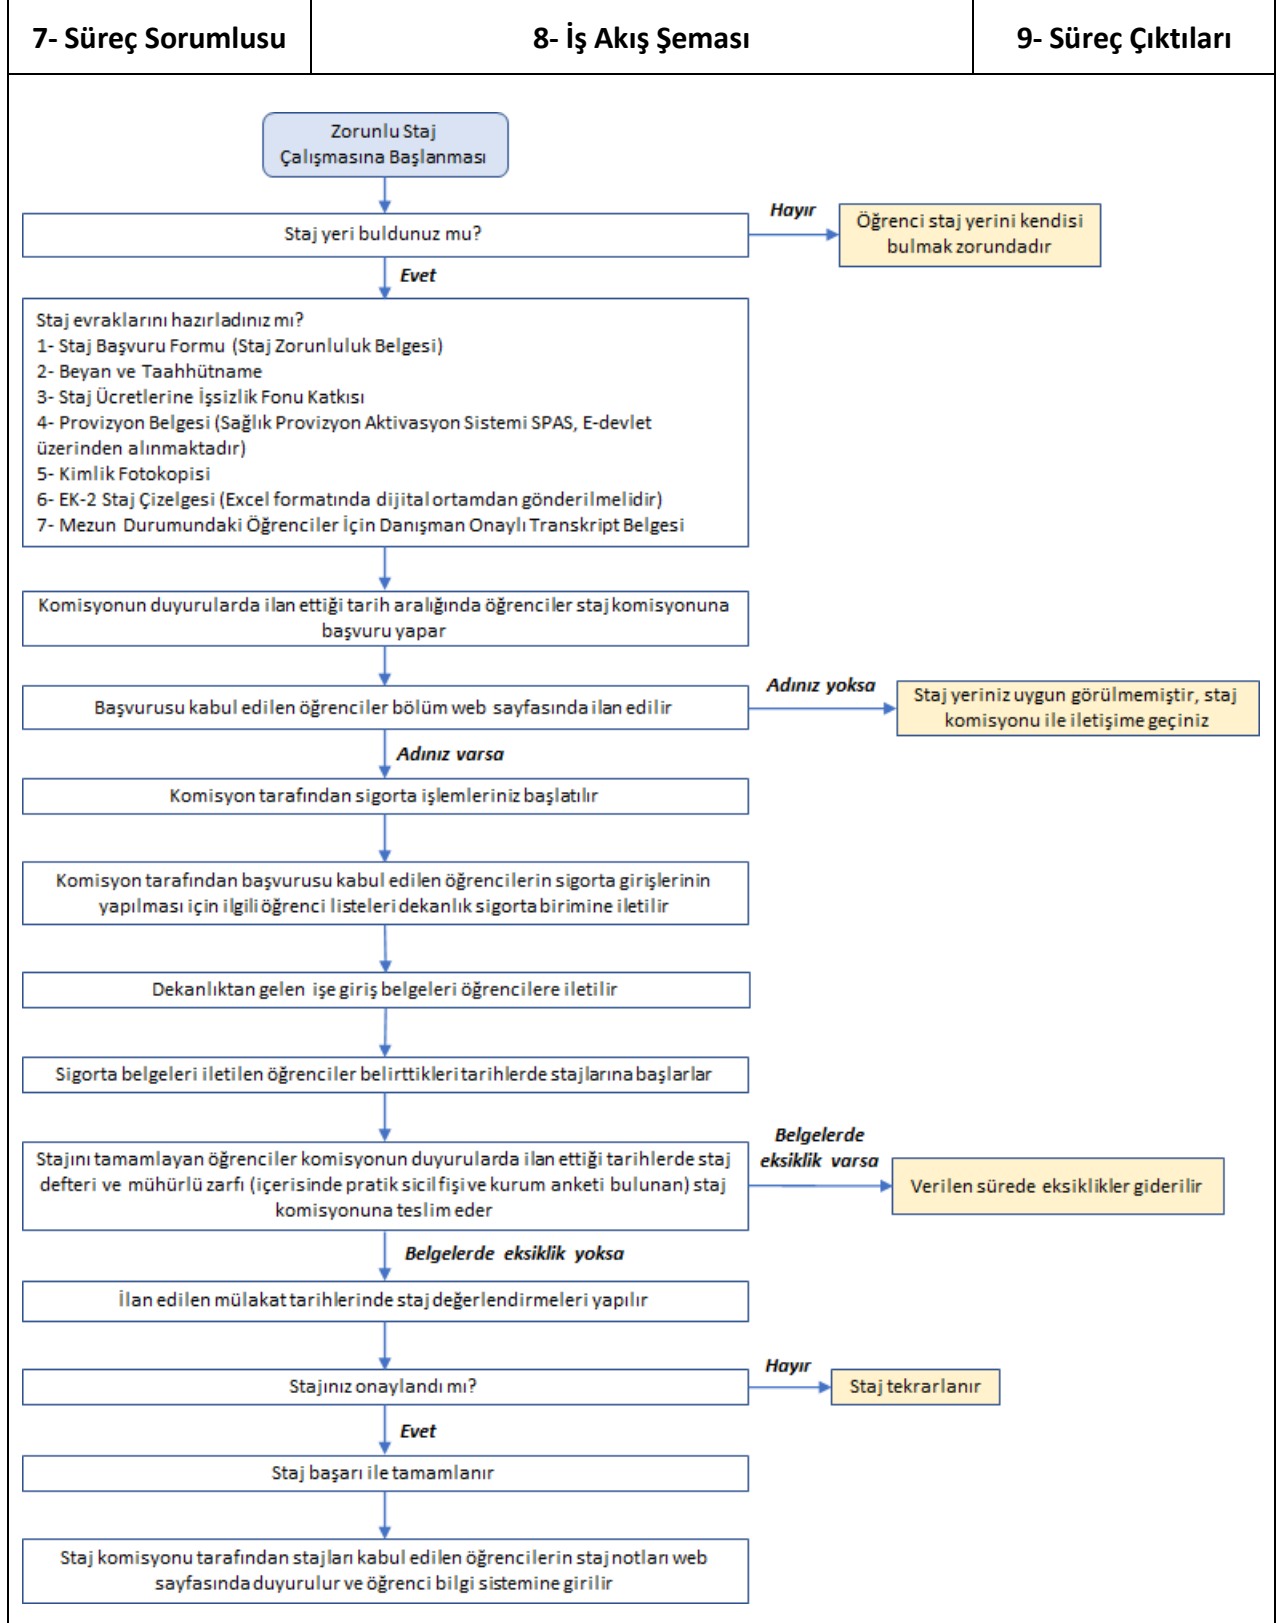 7- Süreç Sorumlusu
8- İş Akış Şeması
9- Süreç Çıktıları
Zorunlu Staj
Çalışmasına Başlanması
Staj yeri buldunuz mu?
Hayır
Öğrenci staj yerini kendisi
bulmak zorundadır
Evet
Staj evraklarını hazırladınız mı?
1- Staj Başvuru Formu (Staj Zorunluluk Belgesi)
2- Beyan ve Taahhütname
3- Staj Ücretlerine İşsizlik Fonu Katkısı
4- Provizyon Belgesi (Sağlık Provizyon Aktivasyon Sistemi SPAS, E-devlet
üzerinden alınmaktadır)
5- Kimlik Fotokopisi
6- EK-2 Staj Çizelgesi (Excel formatında dijital ortamdan gönderilmelidir)
7- Mezun Durumundaki Öğrenciler İçin Danışman Onaylı Transkript Belgesi
Komisyonun duyurularda ilan ettiği tarih aralığında öğrenciler staj komisyonuna
başvuru yapar
Başvurusu kabul edilen öğrenciler bölüm web sayfasında ilan edilir
Adınız yoksa
Staj yeriniz uygun görülmemiştir, staj
komisyonu ile iletişime geçiniz
Adınız varsa
Komisyon tarafından sigorta işlemleriniz başlatılır
Komisyon tarafından başvurusu kabul edilen öğrencilerin sigorta girişlerinin
yapılması için ilgili öğrenci listeleri dekanlık sigorta birimine iletilir
Dekanlıktan gelen işe giriş belgeleri öğrencilere iletilir
Sigorta belgeleri iletilen öğrenciler belirttikleri tarihlerde stajlarına başlarlar
Stajını tamamlayan öğrenciler komisyonun duyurularda ilan ettiği tarihlerde staj
defteri ve mühürlü zarfı (içerisinde pratik sicil fişi ve kurum anketi bulunan) staj
komisyonuna teslim eder
Belgelerde
eksiklik varsa
Verilen sürede eksiklikler giderilir
Belgelerde eksiklik yoksa
İlan edilen mülakat tarihlerinde staj değerlendirmeleri yapılır
Stajınız onaylandı mı?
Hayır
Staj tekrarlanır
Evet
Staj başarı ile tamamlanır
Staj komisyonu tarafından stajları kabul edilen öğrencilerin staj notları web
sayfasında duyurulur ve öğrenci bilgi sistemine girilir